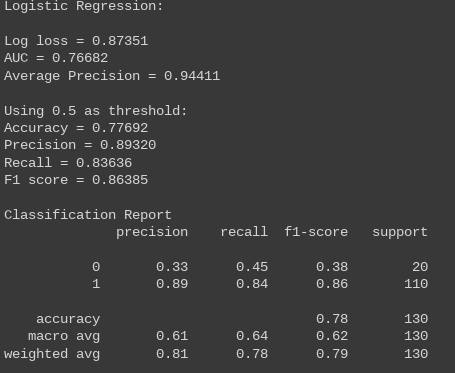 Logistic Regression:
Log loss = 0.87351
AUC = 0.76682
Average Precision = 0.94411
Using 0.5 as threshold:
Accuracy = 0.77692
Precision = 0.89320
Recall = 0.83636
F1 score = 0.86385
Classification Report
precision recall f1-score support
0 0.33 0.45 0.38 20
1 0.89 0.84 0.86 110
accuracy 0.78 130
macro avg 0.61 0.64 0.62 130
weighted avg 0.81 0.78 0.79 130